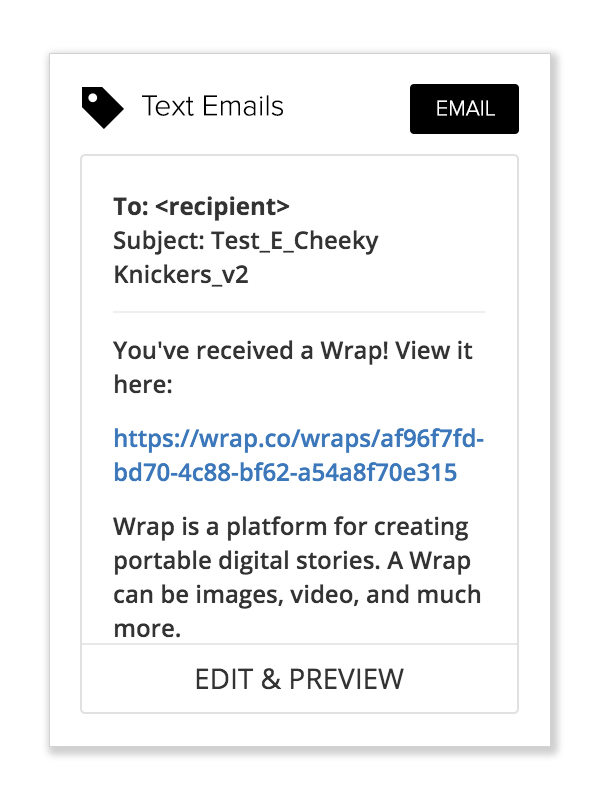 Text Emails
EMAIL
To: <recipient>
Subject: Test_E_Cheeky
Knickers_v2
You've received a Wrap! View it
here:
https://wrap.co/wraps/af96f7fd-
bd70-4c88-bf62-a54a8f70e315
Wrap is a platform for creating
portable digital stories. A Wrap
can be images, video, and much
more.
EDIT & PREVIEW